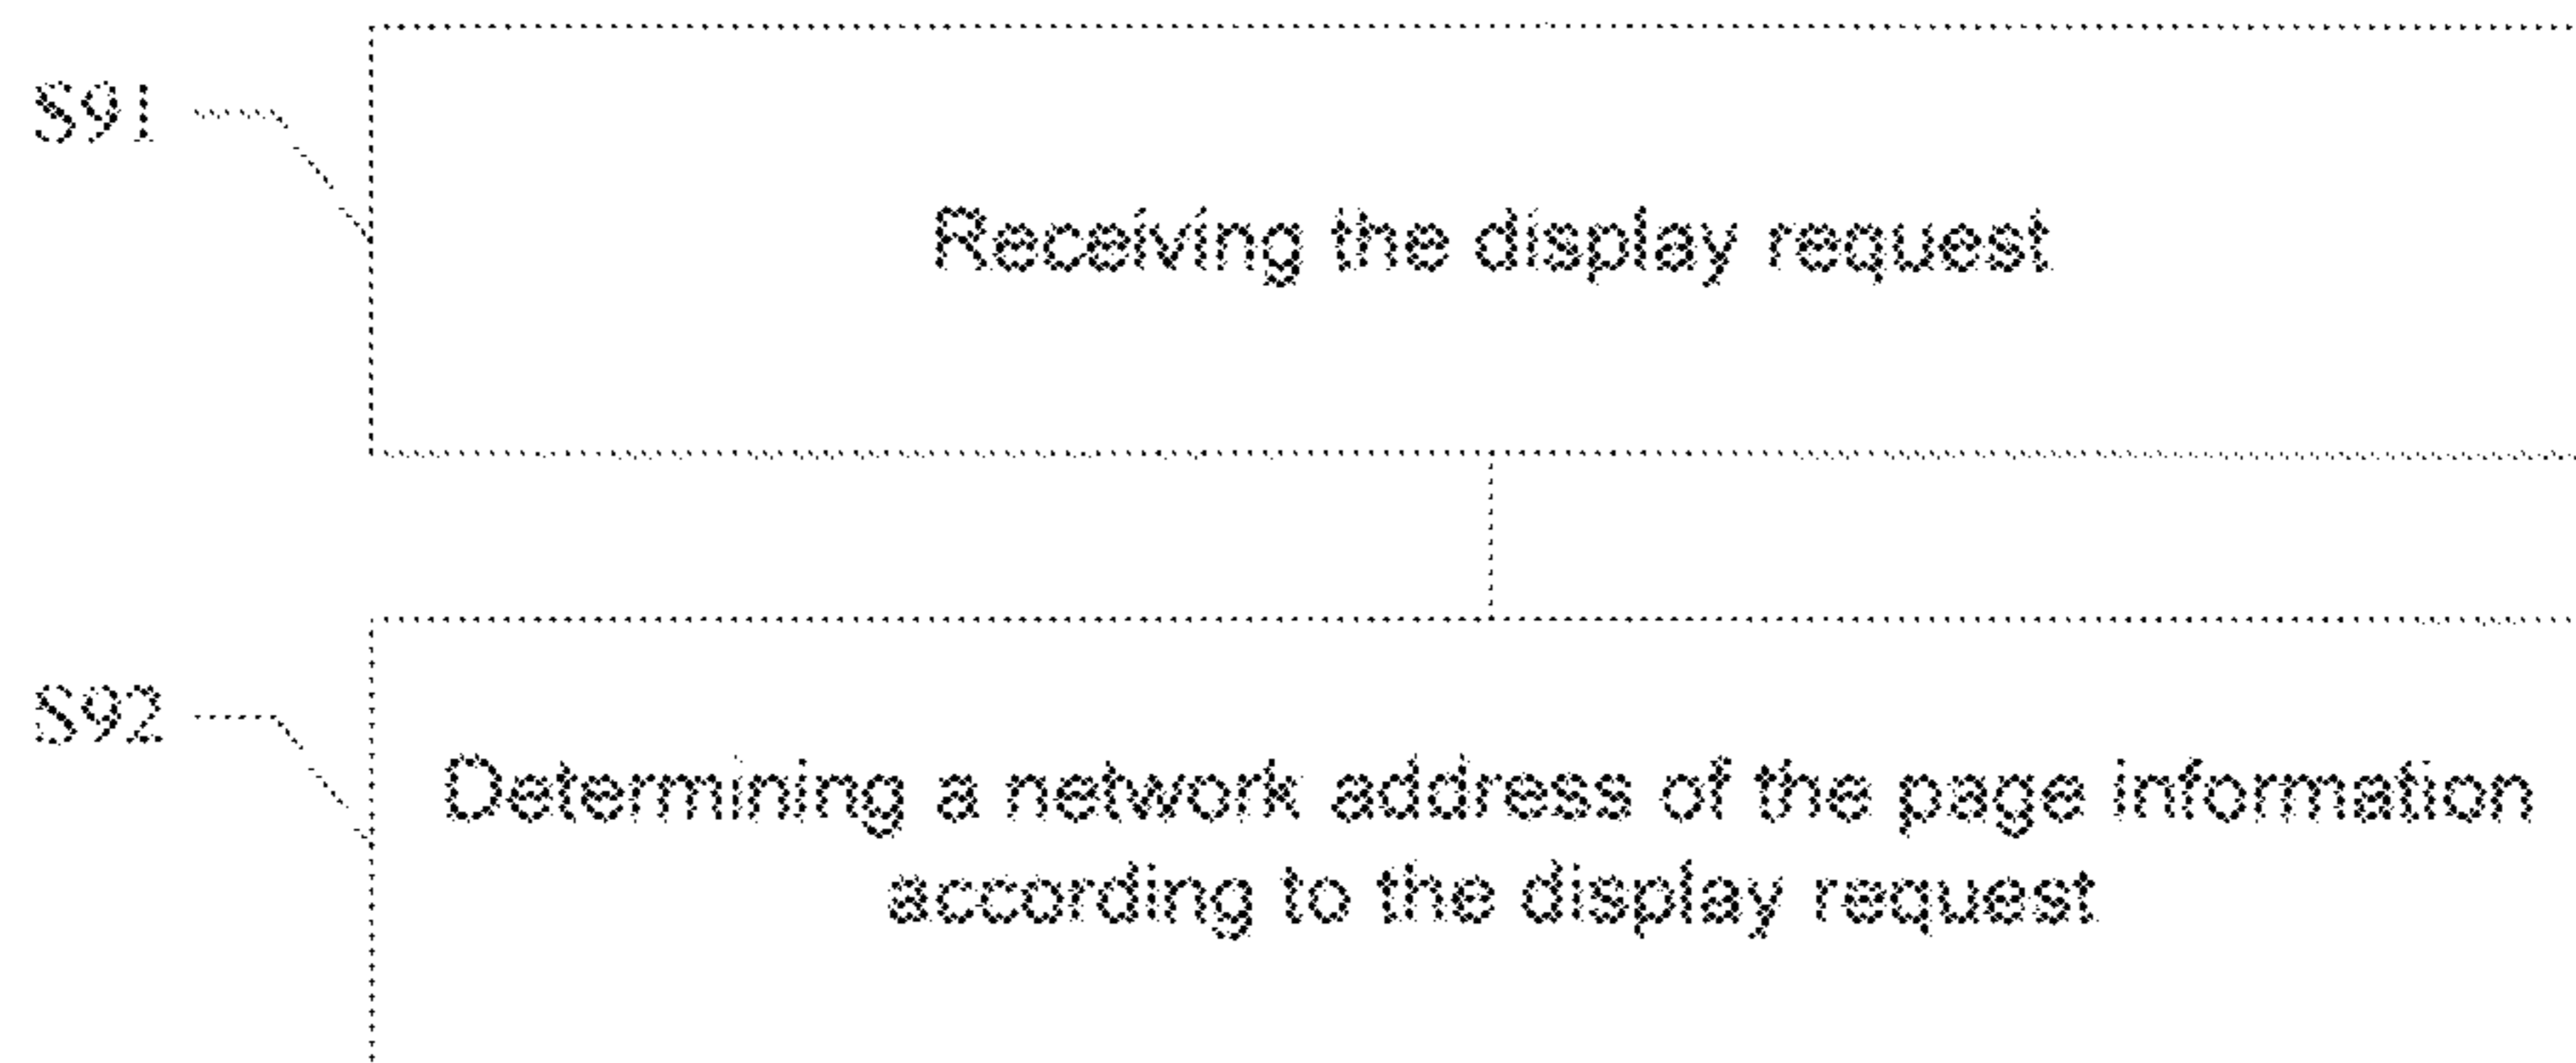 S91
Receiving the display request
S92
Determining a network address of the page information
according to the display request